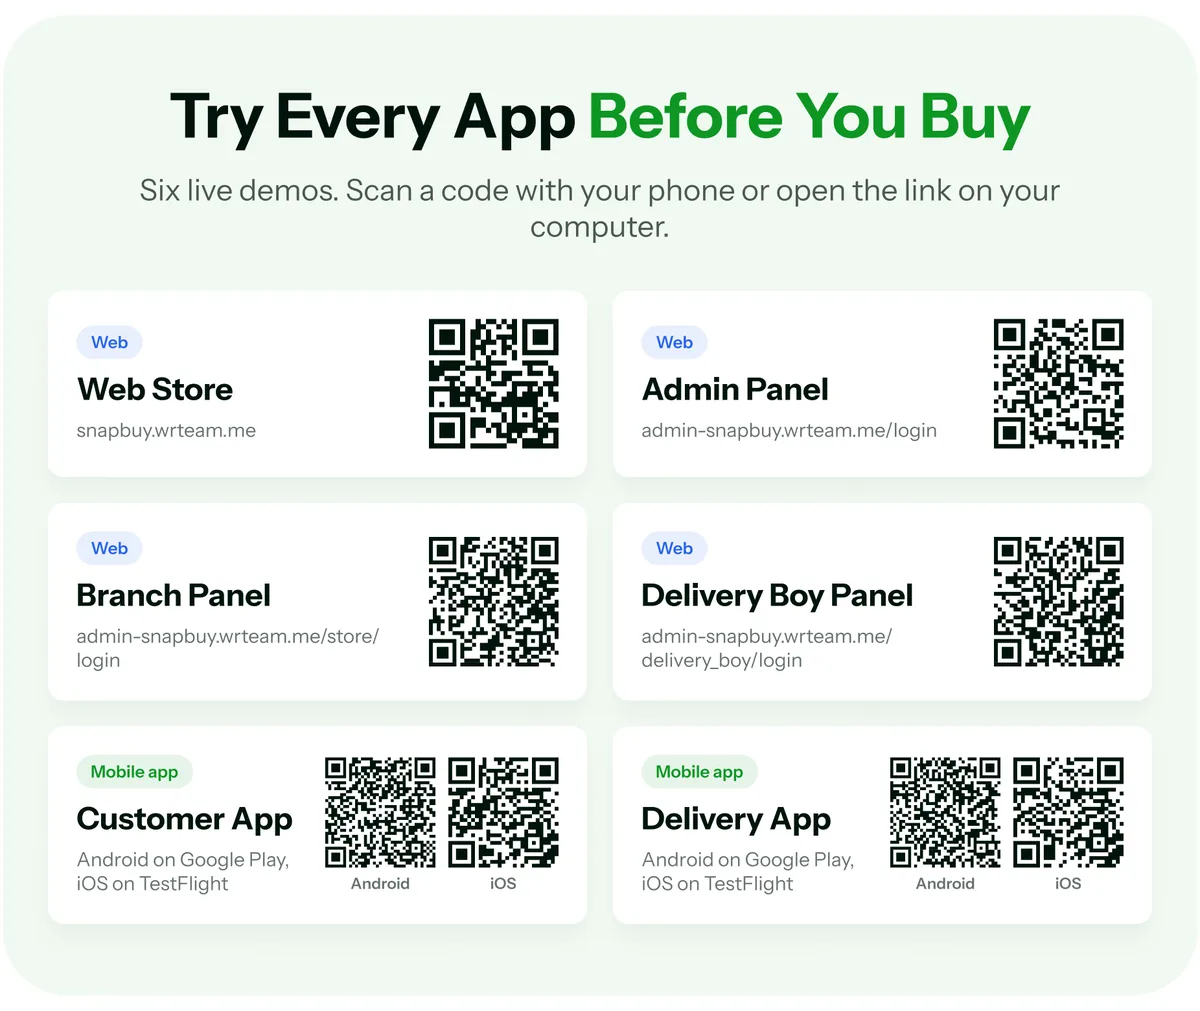 Try Every App Before You Buy
Six live demos. Scan a code with your phone or open the link on your
computer.
Web
Web Store
snapbuy.wrteam.me
Web
Admin Panel
admin-snapbuy.wrteam.me/login
Web
Branch Panel
admin-snapbuy.wrteam.me/store/
login
Web
Delivery Boy Panel
admin-snapbuy.wrteam.me/
delivery_boy/login
Mobile app
Customer App
Android on Google Play,
iOS on TestFlight
Android
iOS
Mobile app
Delivery App
Android on Google Play,
iOS on TestFlight
Android
iOS